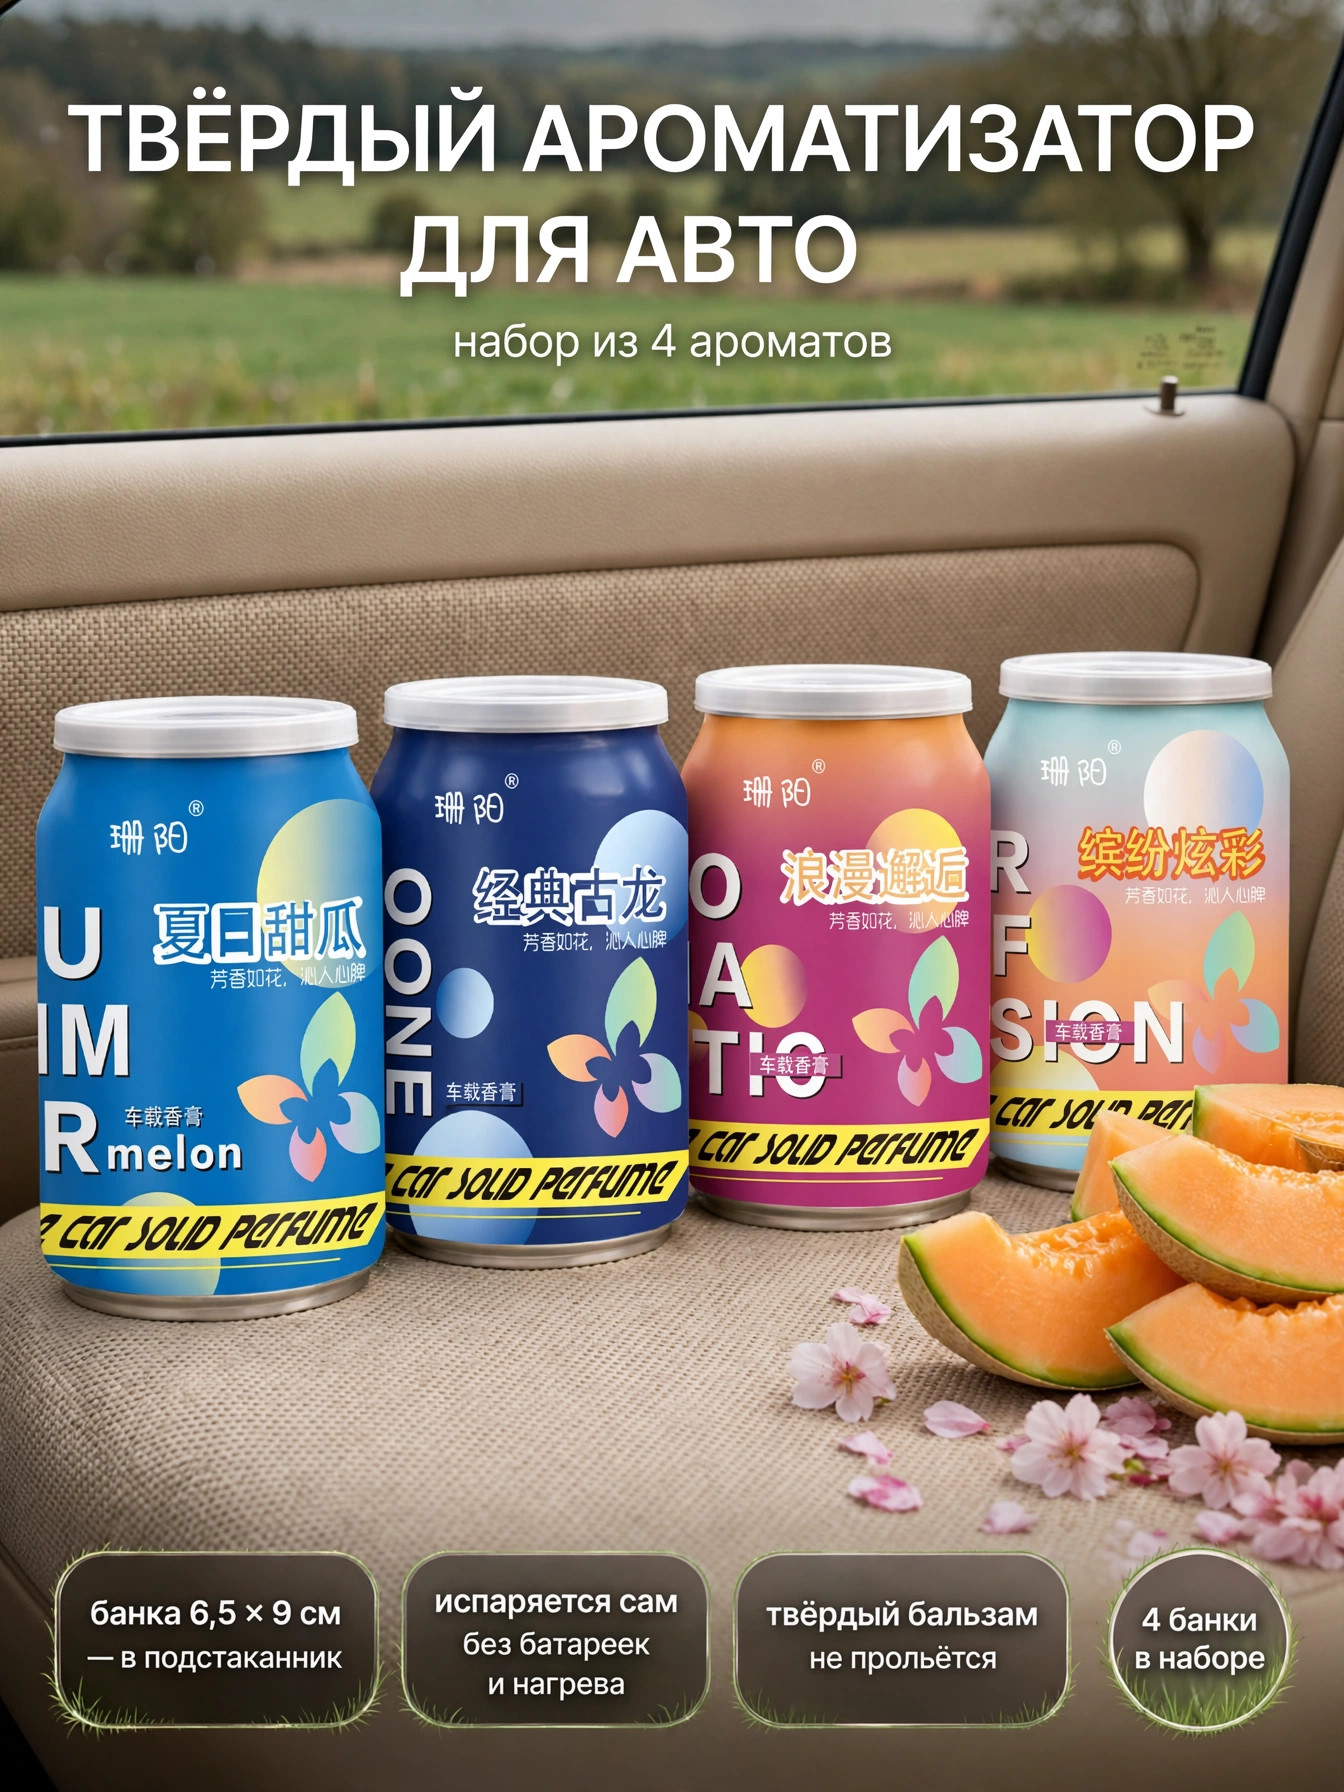 ТВЁРДЫЙ АРОМАТИЗАТОР
ДЛЯ АВТО
набор из 4 ароматов
珊阳®
夏日甜瓜
芳香如花，沁人心脾
U
IM
R
车载香膏
melon
CAR SOLID PERFUME
珊阳®
经典古龙
芳香如花，沁人心脾
OONE
车载香膏
CAR SOLID PERFUME
珊阳®
浪漫邂逅
芳香如花，沁人心脾
O
A
TIC
车载香膏
CAR SOLID PERFUME
珊阳®
缤纷炫彩
芳香如花，沁人心脾
R
F
SION
车载香膏
CAR SOLID PERF
банка 6,5 × 9 см
— в подстаканник
испаряется сам
без батареек
и нагрева
твёрдый бальзам
не прольётся
4 банки
в наборе